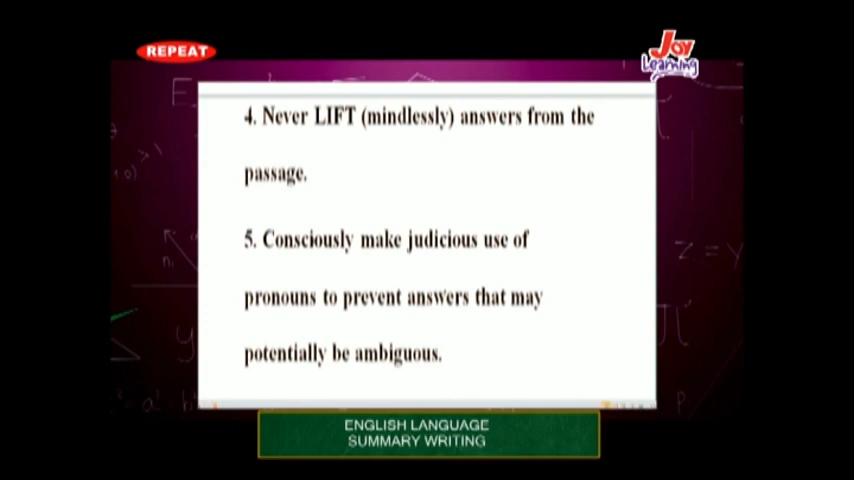 REPEAT
Joy
Learning
4. Never LIFT (mindlessly) answers from the
passage.
5. Consciously make judicious use of
pronouns to prevent answers that may
potentially be ambiguous.
Z = y
ENGLISH LANGUAGE
SUMMARY WRITING